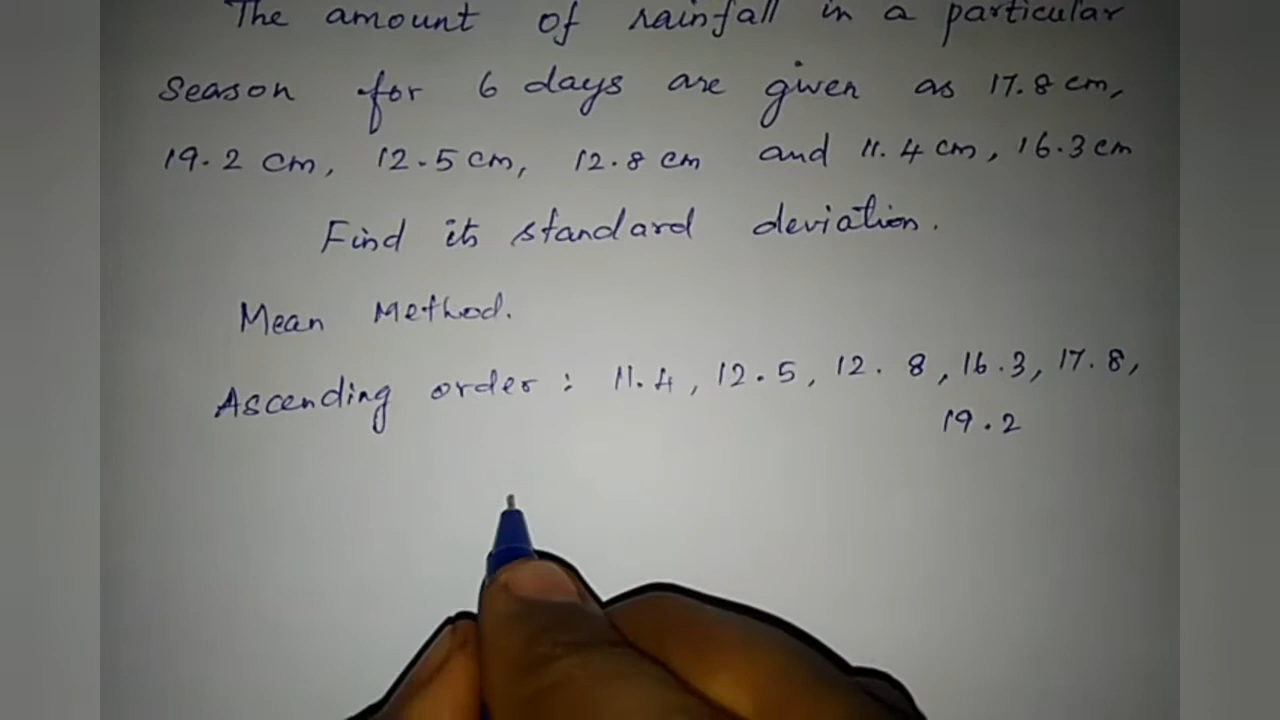 The amount of rainfall in a particular
season for 6 days are given as 17.8 cm,
19.2 cm, 12.5 cm, 12.8 cm and 11.4 cm, 16.3 cm
Find its standard deviation.
Mean Method.
Ascending order : 11.4, 12.5, 12.8, 16.3, 17.8,
19.2